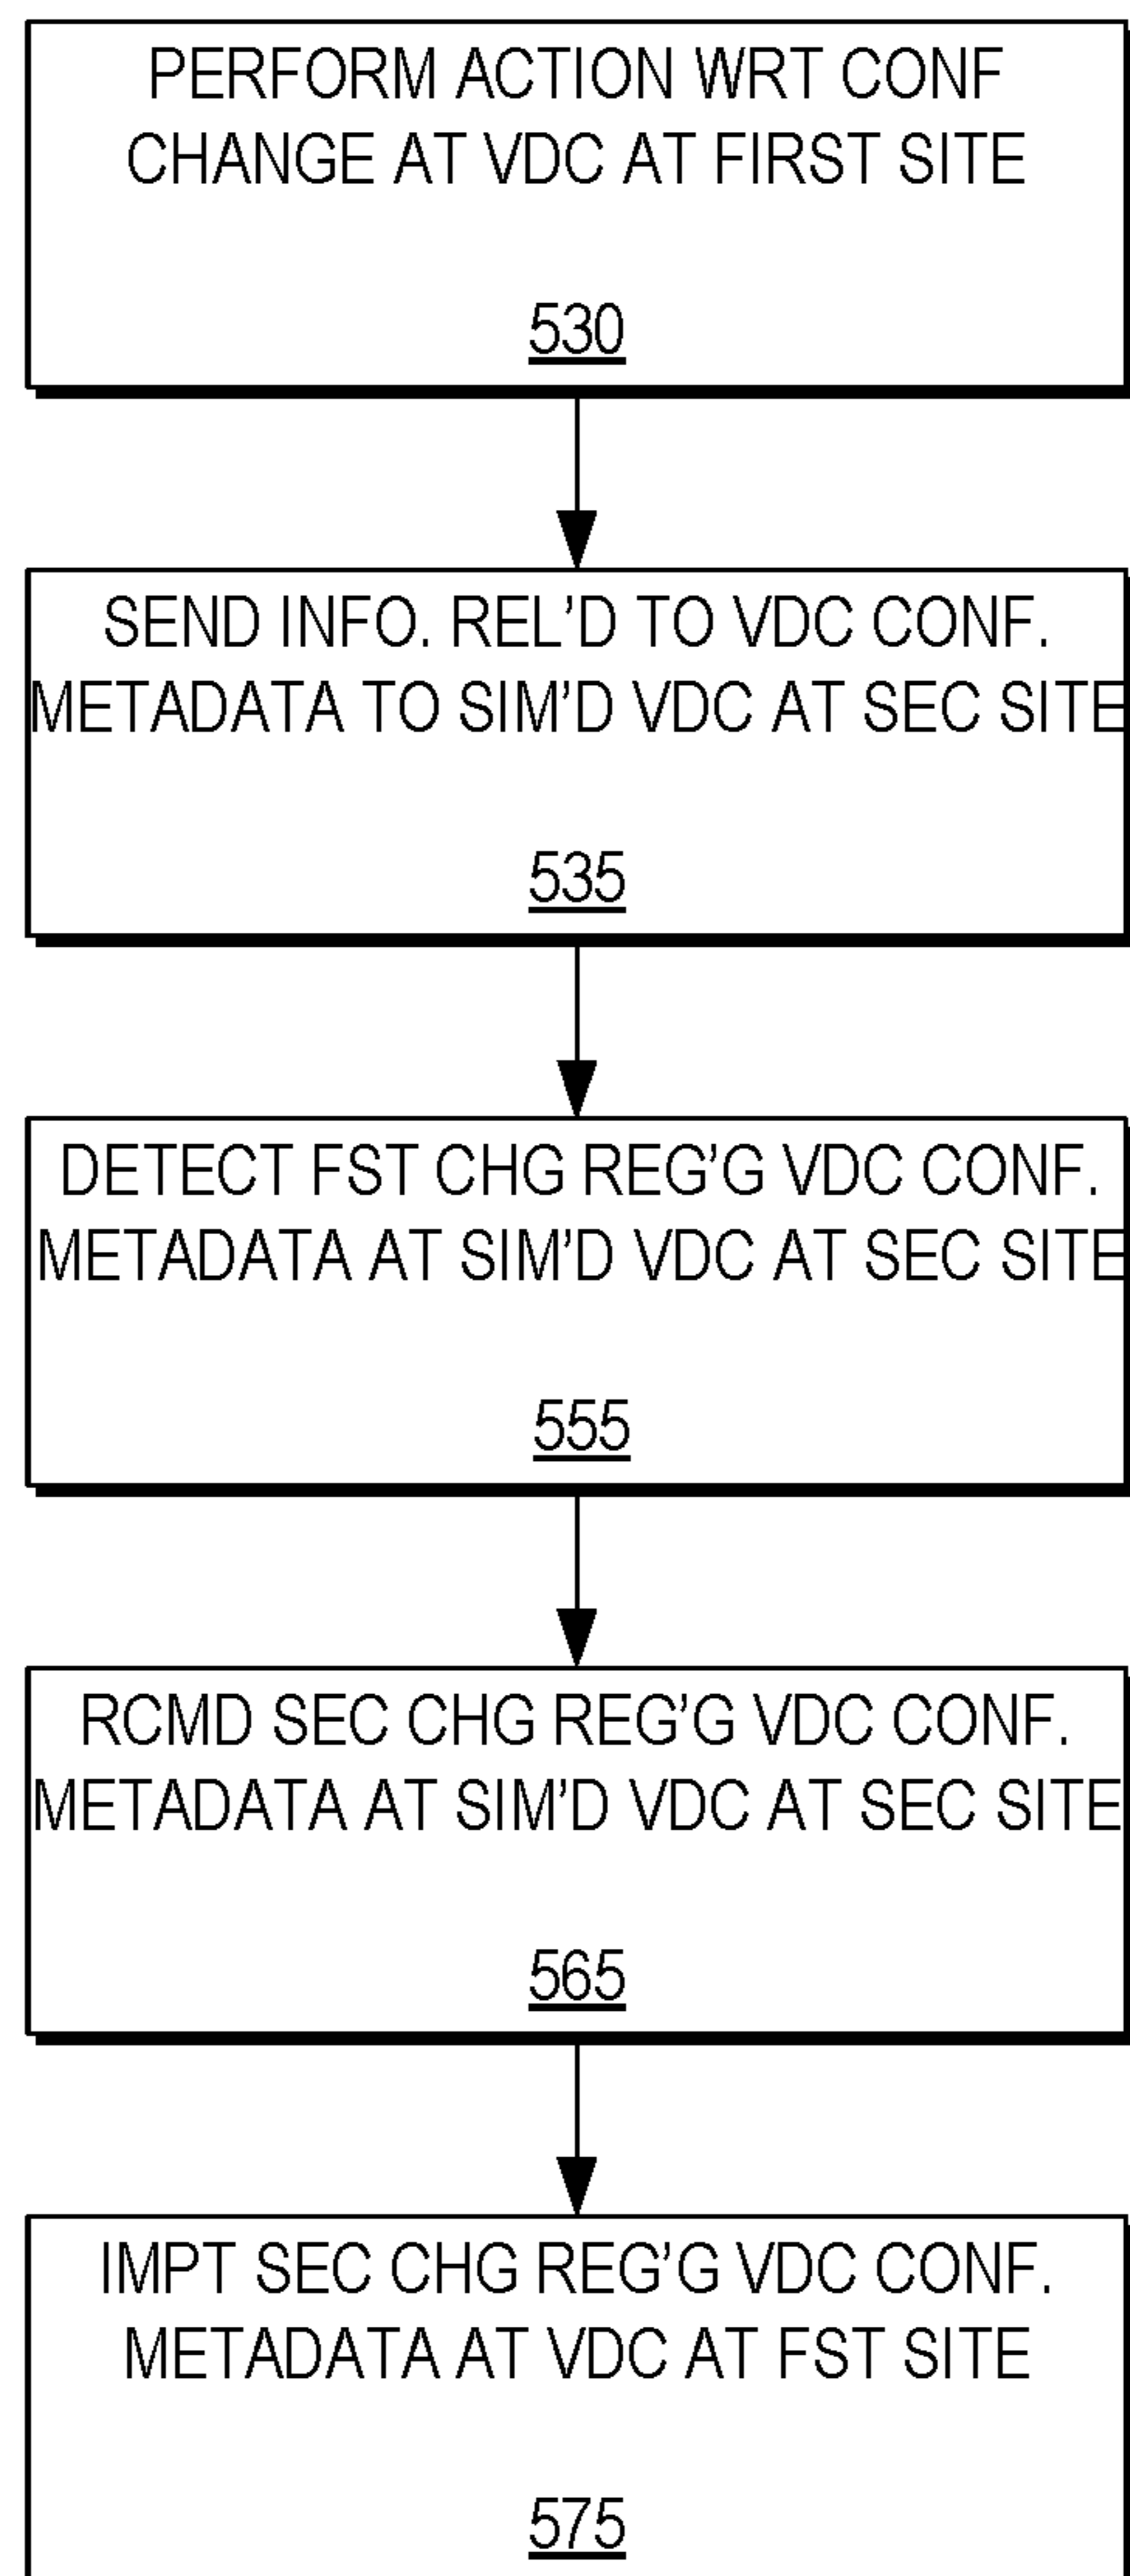 PERFORM ACTION WRT CONF
CHANGE AT VDC AT FIRST SITE
530
SEND INFO. REL’D TO VDC CONF.
METADATA TO SIM’D VDC AT SEC SITE
535
DETECT FST CHG REG’G VDC CONF.
METADATA AT SIM’D VDC AT SEC SITE
555
RCMD SEC CHG REG’G VDC CONF.
METADATA AT SIM’D VDC AT SEC SITE
565
IMPT SEC CHG REG’G VDC CONF.
METADATA AT VDC AT FST SITE
575